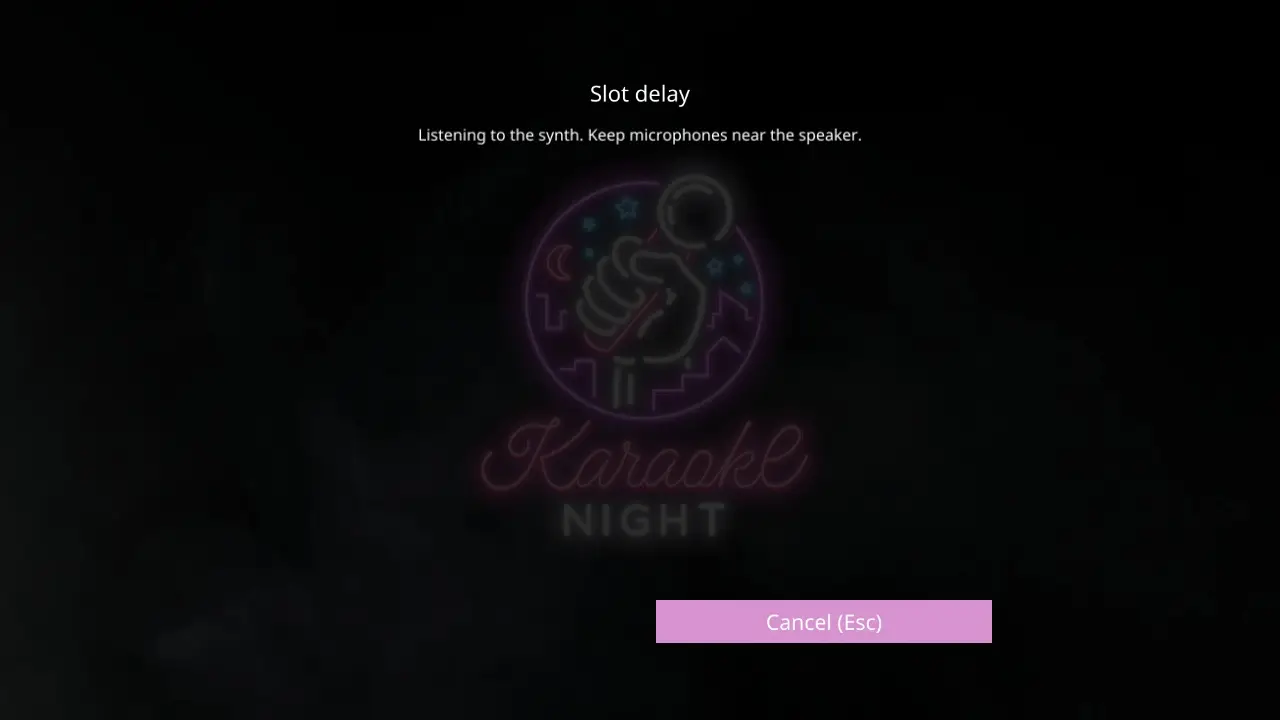 Slot delay
Listening to the synth. Keep microphones near the speaker.
Karaoke
NIGHT
Cancel (Esc)